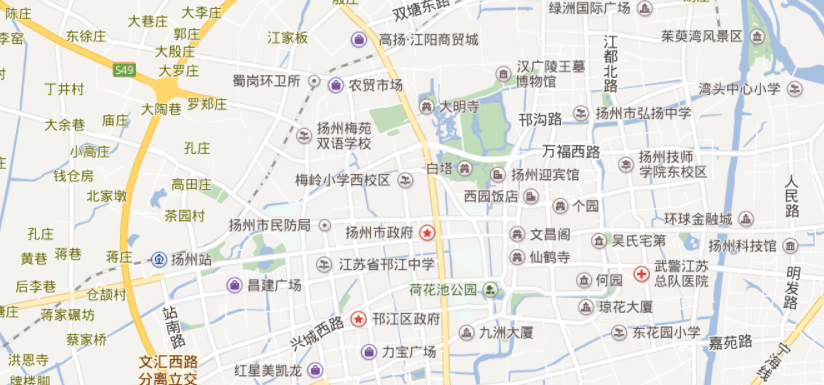 陈庄
大巷庄
大李庄
郭庄
殷庄
双塘东路
绿洲国际广场
李窑
东徐庄
大殷庄
江家板
高扬·江阳商贸城
江都北路
茱萸湾风景区
S49
大罗庄
蜀岗环卫所
农贸市场
汉广陵王墓
博物馆
丁井村
大陶巷
罗郑庄
湾头中心小学
大明寺
扬州市弘扬中学
邗沟路
大余巷
庙庄
扬州梅苑
双语学校
小高庄
孔庄
万福西路
钱仓房
高田庄
白塔
扬州迎宾馆
扬州技师
学院东校区
北家墩
梅岭小学西校区
西园饭店
人民路
茶园村
个园
环球金融城
孔庄
扬州市民防局
扬州市政府
文昌阁
吴氏宅第
扬州科技馆
黄巷
蒋巷
蒋庄
扬州站
江苏省邗江中学
仙鹤寺
武警江苏
总队医院
后李巷
仓颉村
昌建广场
荷花池公园
何园
明发路
蒋家碾坊
站南路
兴城西路
邗江区政府
琼花大厦
蔡家桥
九洲大厦
东花园小学
嘉苑路
洪恩寺
文汇西路
分离立交
力宝广场
宁海线
后陈庄
红星美凯龙